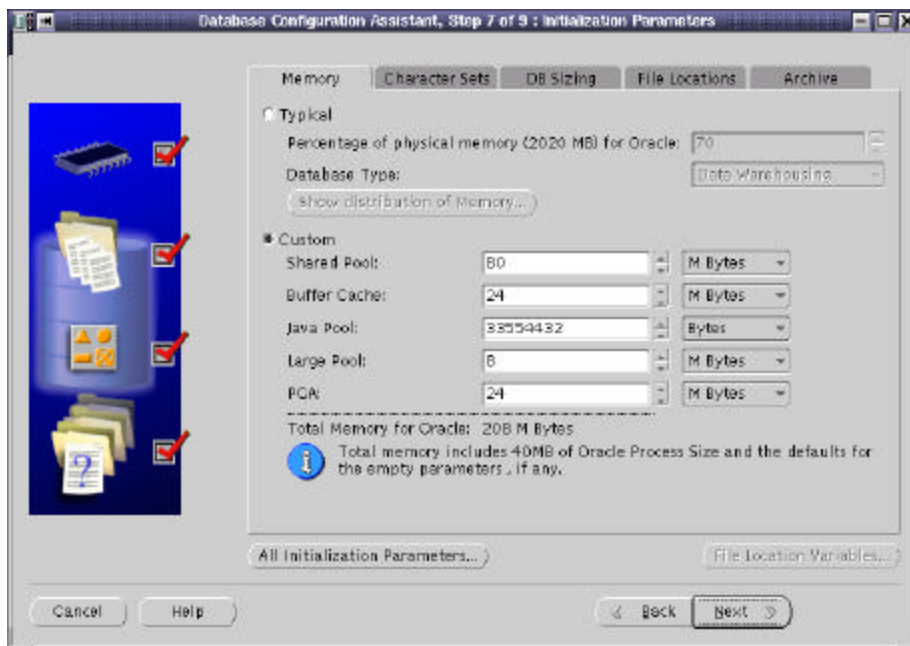 Database Configuration Assistant, Step 7 of 9 : Initialization Parameters
Memory Character Sets DB Sizing File Locations Archive
Typical
Percentage of physical memory (2020 MB) for Oracle: 70
Database Type: Data Warehousing
Show distribution of Memory...
Custom
Shared Pool: 80 M Bytes
Buffer Cache: 24 M Bytes
Java Pool: 33554432 Bytes
Large Pool: 8 M Bytes
PGA: 24 M Bytes
Total Memory for Oracle: 208 M Bytes
Total memory includes 40MB of Oracle Process Size and the defaults for
the empty parameters , if any.
All Initialization Parameters... File Location Variables...
Cancel Help Back Next